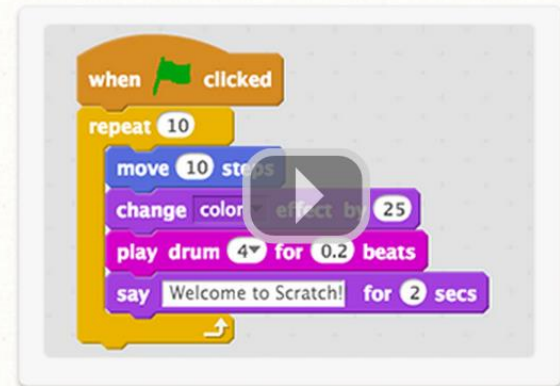 when clicked
repeat 10
move 10 steps
change color effect by 25
play drum 4 for 0.2 beats
say Welcome to Scratch! for 2 secs